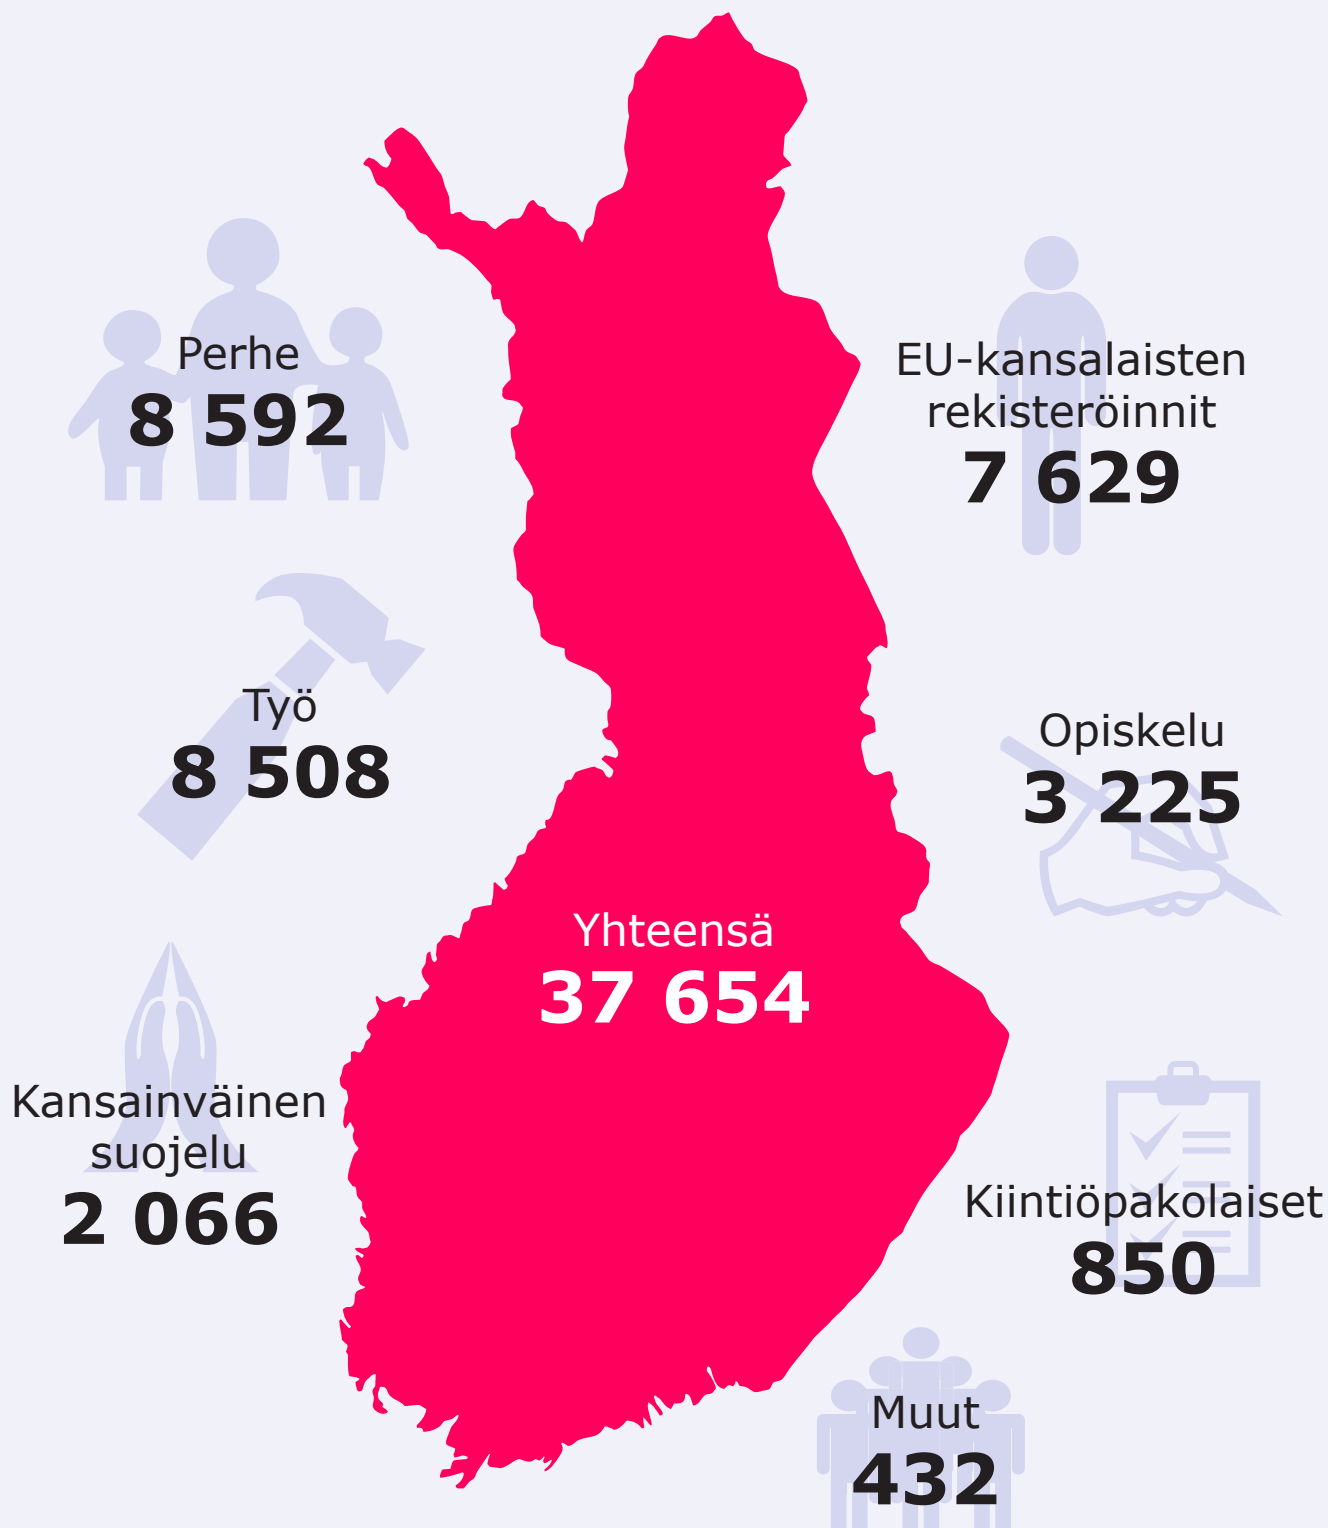 Perhe
8 592
EU-kansalaisten
rekisteröinnit
7 629
Työ
8 508
Opiskelu
3 225
Yhteensä
37 654
Kansainväinen
suojelu
2 066
Kiintiöpakolaiset
850
Muut
432